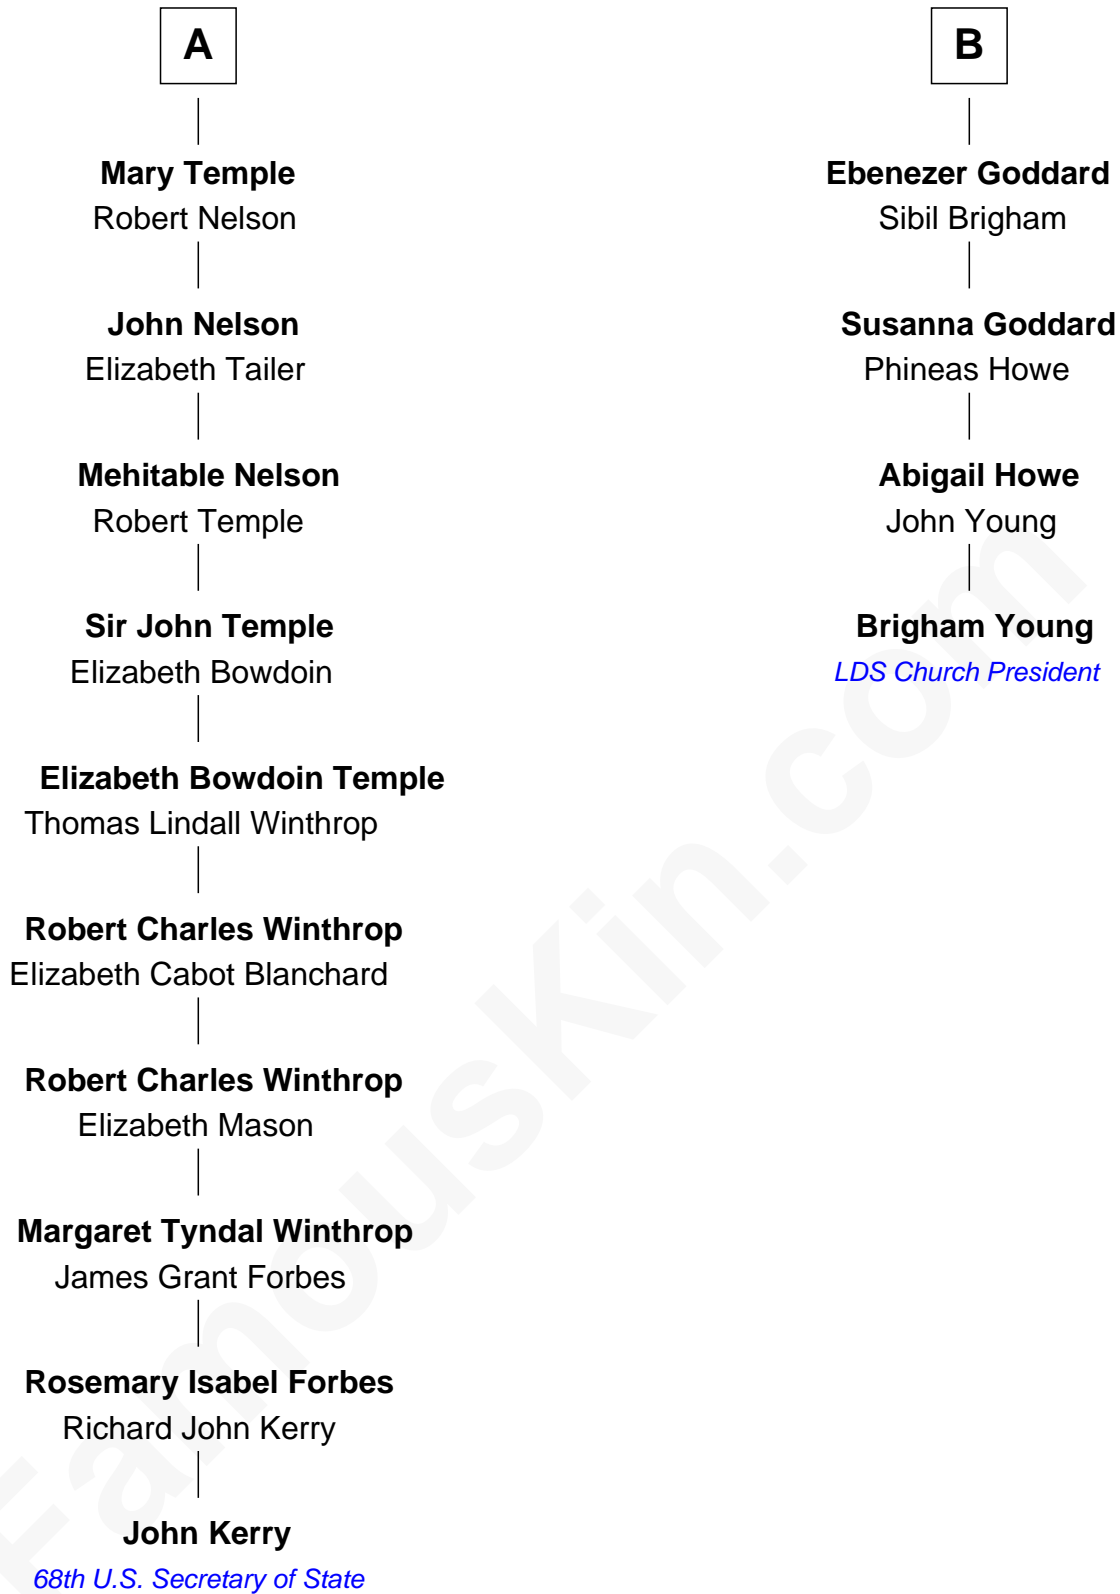 A
Mary Temple
Robert Nelson
John Nelson
Elizabeth Tailer
Mehitable Nelson
Robert Temple
Sir John Temple
Elizabeth Bowdoin
Elizabeth Bowdoin Temple
Thomas Lindall Winthrop
Robert Charles Winthrop
Elizabeth Cabot Blanchard
Robert Charles Winthrop
Elizabeth Mason
Margaret Tyndal Winthrop
James Grant Forbes
Rosemary Isabel Forbes
Richard John Kerry
John Kerry
68th U.S. Secretary of State
B
Ebenezer Goddard
Sibil Brigham
Susanna Goddard
Phineas Howe
Abigail Howe
John Young
Brigham Young
LDS Church President
FamousKin.com